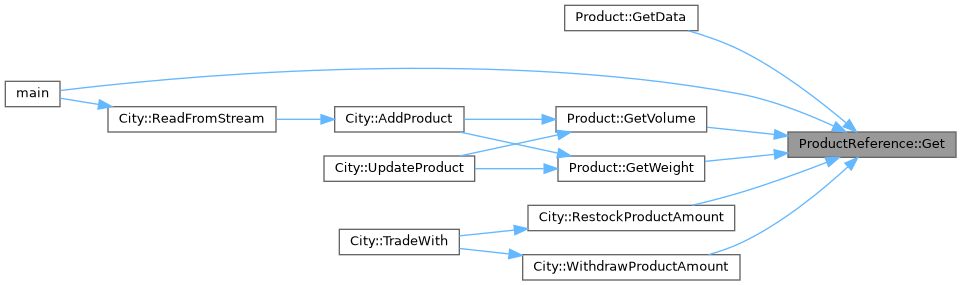 Product::GetData
main
City::ReadFromStream
City::AddProduct
Product::GetVolume
ProductReference::Get
City::UpdateProduct
Product::GetWeight
City::RestockProductAmount
City::TradeWith
City::WithdrawProductAmount